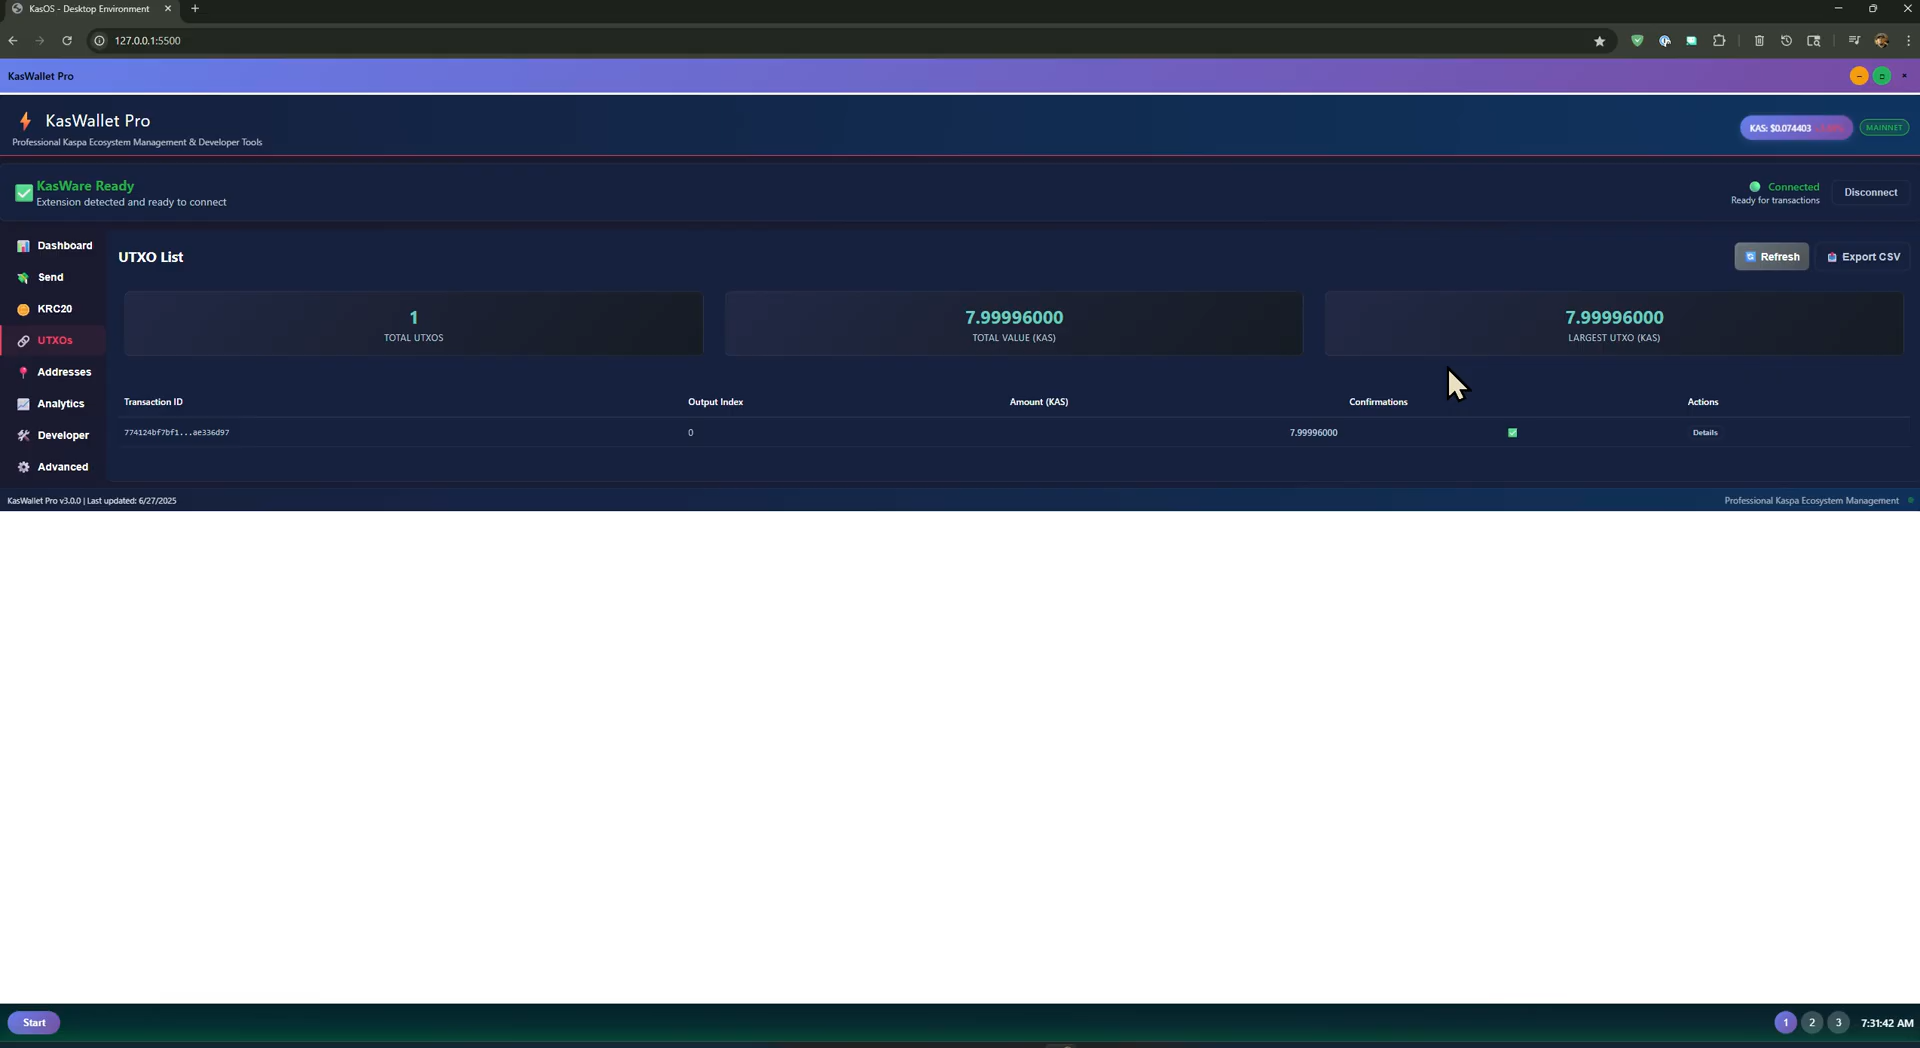 KasOS - Desktop Environment
127.0.0.1:5500
KasWallet Pro
KasWallet Pro
Professional Kaspa Ecosystem Management & Developer Tools
KAS: $0.074403
MAINNET
KasWare Ready
Extension detected and ready to connect
Connected
Ready for transactions
Disconnect
Dashboard
Send
KRC20
UTXOs
Addresses
Analytics
Developer
Advanced
UTXO List
Refresh
Export CSV
1
TOTAL UTXOS
7.99996000
TOTAL VALUE (KAS)
7.99996000
LARGEST UTXO (KAS)
Transaction ID Output Index Amount (KAS) Confirmations Actions
774124bf7bf1...ae336d97 0 7.99996000 Details
KasWallet Pro v3.0.0 | Last updated: 6/27/2025
Professional Kaspa Ecosystem Management
Start
1 2 3 7:31:42 AM